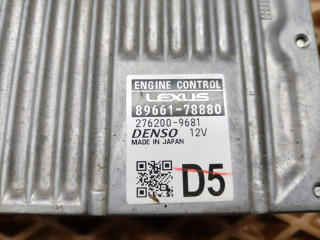 ENGINE CONTROL
LEXUS
89661-78880
276200-9681
DENSO 12V
MADE IN JAPAN
D5